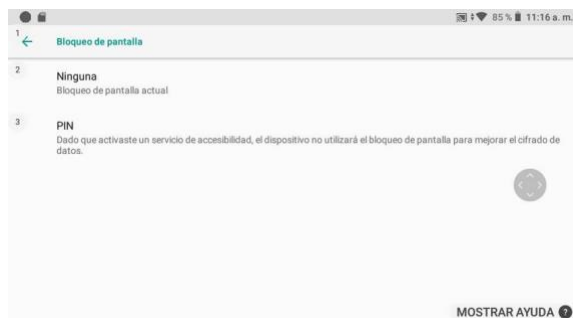 85 % 11:16 a. m.
1
Bloqueo de pantalla
2
Ninguna
Bloqueo de pantalla actual
3
PIN
Dado que activaste un servicio de accesibilidad, el dispositivo no utilizará el bloqueo de pantalla para mejorar el cifrado de
datos.
MOSTRAR AYUDA ?